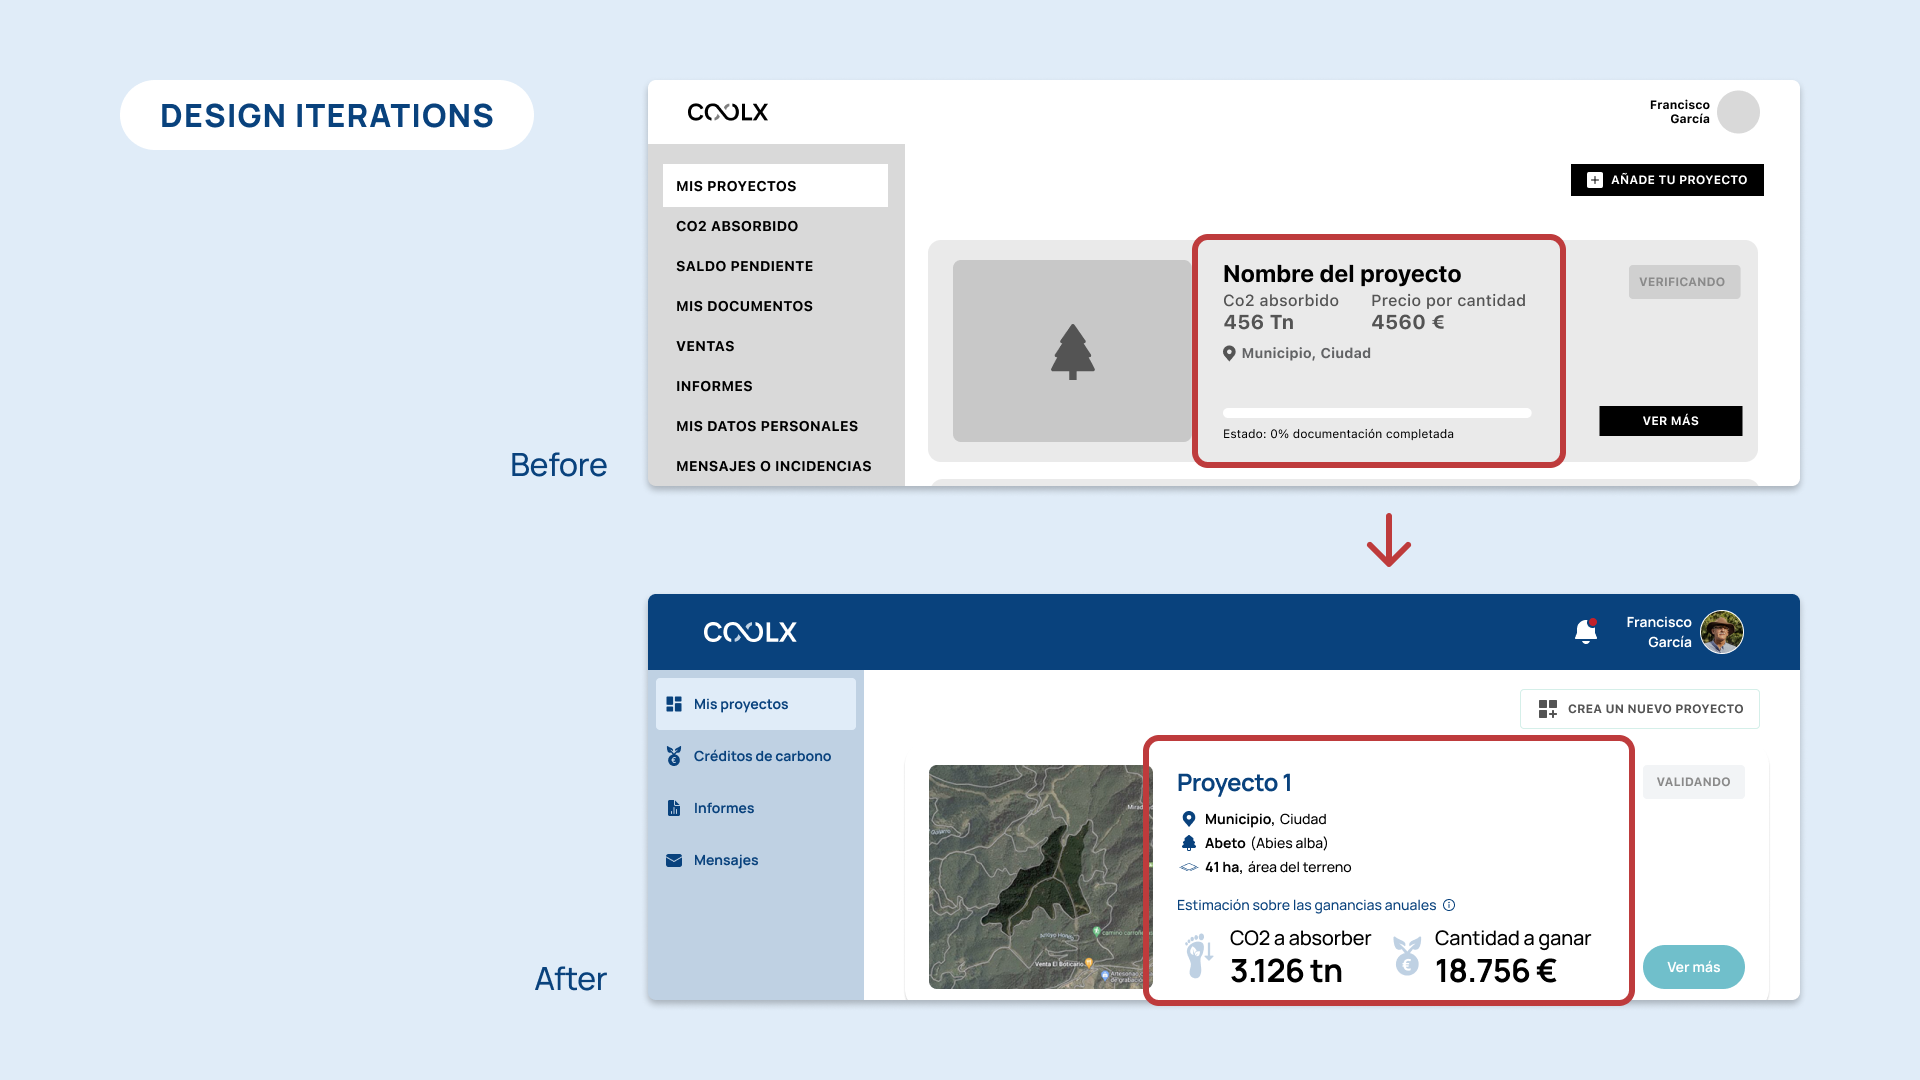 DESIGN ITERATIONS
Before
COOLX
Francisco
García
MIS PROYECTOS
CO2 ABSORBIDO
SALDO PENDIENTE
MIS DOCUMENTOS
VENTAS
INFORMES
MIS DATOS PERSONALES
MENSAJES O INCIDENCIAS
AÑADE TU PROYECTO
Nombre del proyecto
Co2 absorbido Precio por cantidad
456 Tn 4560 €
Municipio, Ciudad
Estado: 0% documentación completada
VERIFICANDO
VER MÁS
After
COOLX
Francisco
García
Mis proyectos
Créditos de carbono
Informes
Mensajes
CREA UN NUEVO PROYECTO
Venta El Boticario
Proyecto 1
Municipio, Ciudad
Abeto (Abies alba)
41 ha, área del terreno
Estimación sobre las ganancias anuales
CO2 a absorber Cantidad a ganar
3.126 tn 18.756 €
VALIDANDO
Ver más